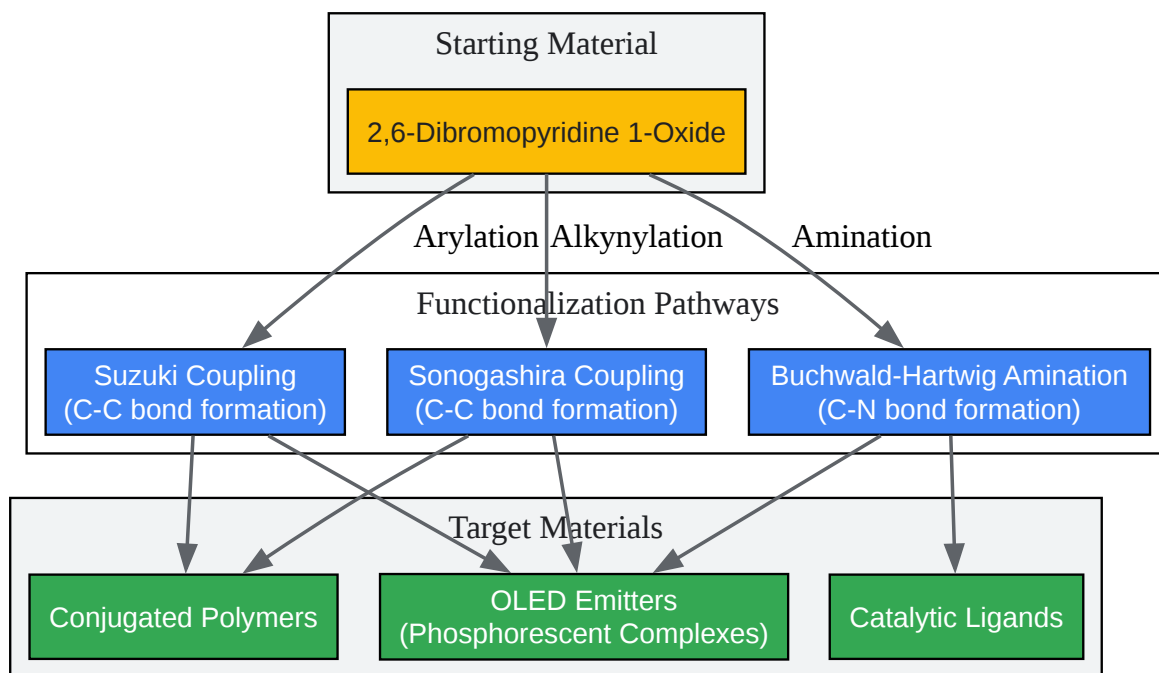 Starting Material
2,6-Dibromopyridine 1-Oxide
Arylation
Alkynylation
Amination
Functionalization Pathways
Suzuki Coupling
(C-C bond formation)
Sonogashira Coupling
(C-C bond formation)
Buchwald-Hartwig Amination
(C-N bond formation)
Target Materials
Conjugated Polymers
OLED Emitters
(Phosphorescent Complexes)
Catalytic Ligands